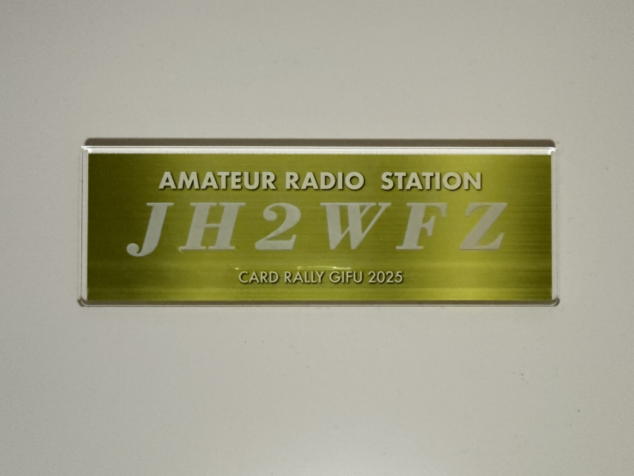 AMATEUR RADIO STATION
JH2WFZ
CARD RALLY GIFU 2025